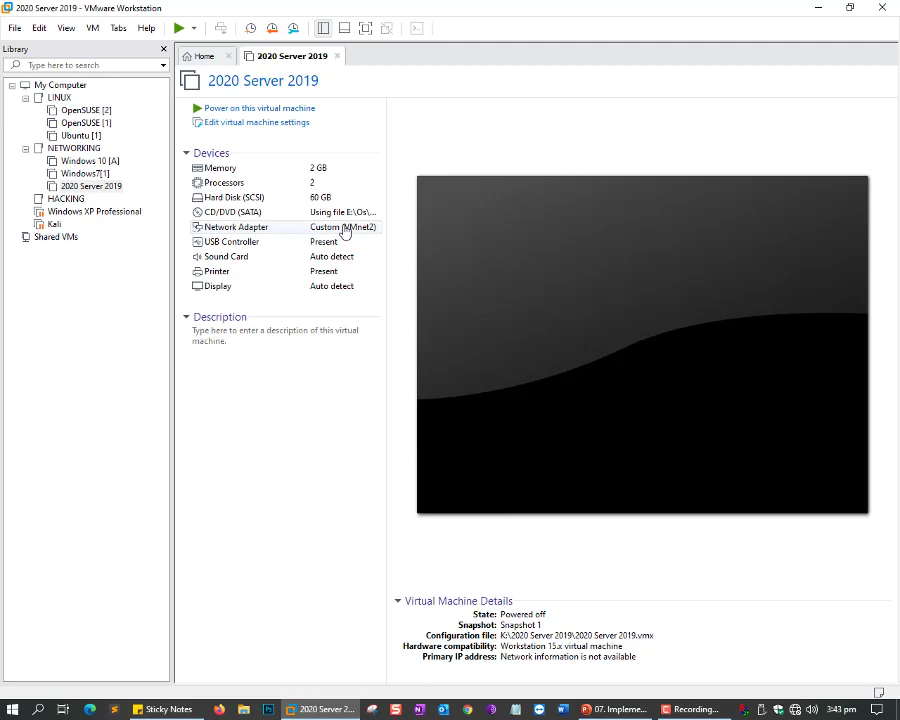 2020 Server 2019 - VMware Workstation
File Edit View VM Tabs Help
Library
Type here to search
My Computer
LINUX
OpenSUSE [2]
OpenSUSE [1]
Ubuntu [1]
NETWORKING
Windows 10 [A]
Windows7[1]
2020 Server 2019
HACKING
Windows XP Professional
Kali
Shared VMs
Home
2020 Server 2019
2020 Server 2019
Power on this virtual machine
Edit virtual machine settings
Devices
Memory 2 GB
Processors 2
Hard Disk (SCSI) 60 GB
CD/DVD (SATA) Using file E:\Os\...
Network Adapter Custom (VMnet2)
USB Controller Present
Sound Card Auto detect
Printer Present
Display Auto detect
Description
Type here to enter a description of this virtual
machine.
Virtual Machine Details
State: Powered off
Snapshot: Snapshot 1
Configuration file: K:\2020 Server 2019\2020 Server 2019.vmx
Hardware compatibility: Workstation 15.x virtual machine
Primary IP address: Network information is not available
Sticky Notes
2020 Server 2...
07. Impleme...
Recording...
3:43 pm